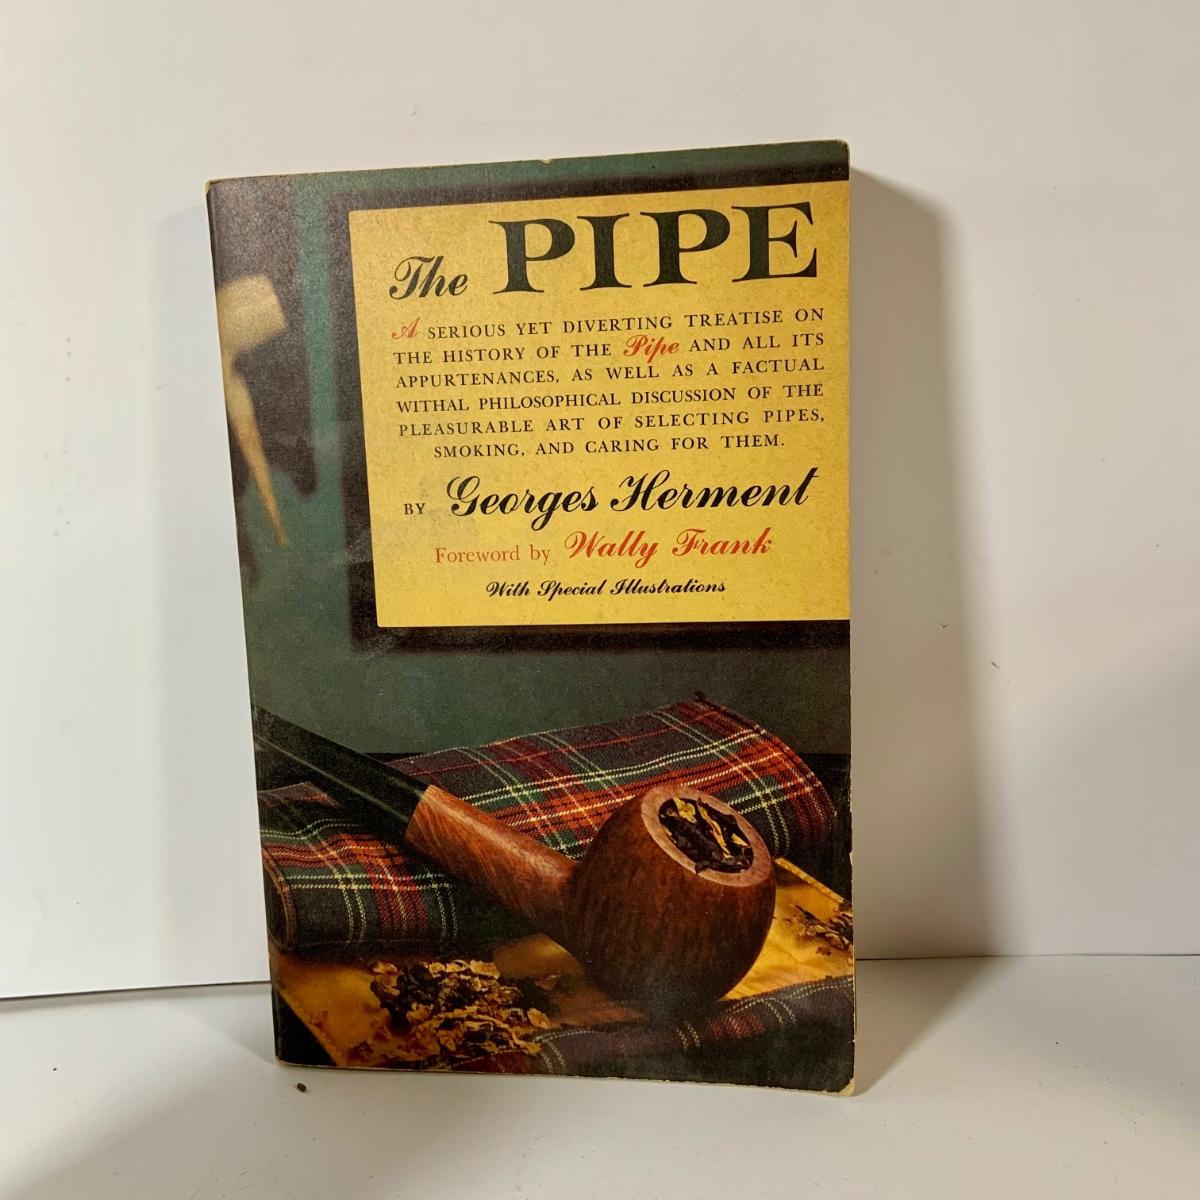 The PIPE
A SERIOUS YET DIVERTING TREATISE ON
THE HISTORY OF THE Pipe AND ALL ITS
APPURTENANCES, AS WELL AS A FACTUAL
WITHAL PHILOSOPHICAL DISCUSSION OF THE
PLEASURABLE ART OF SELECTING PIPES,
SMOKING, AND CARING FOR THEM.
BY Georges Herment
Foreword by Wally Frank
With Special Illustrations